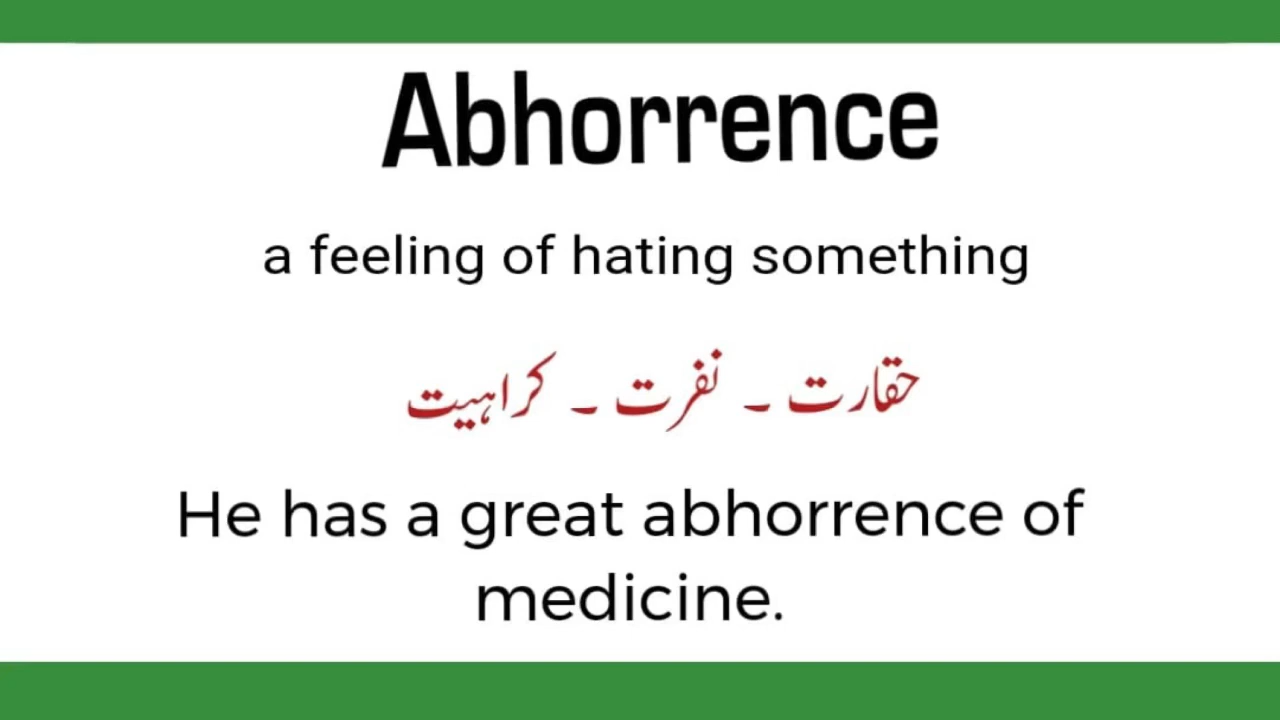 Abhorrence
a feeling of hating something
حقارت ۔ نفرت ۔ کراہیت
He has a great abhorrence of
medicine.